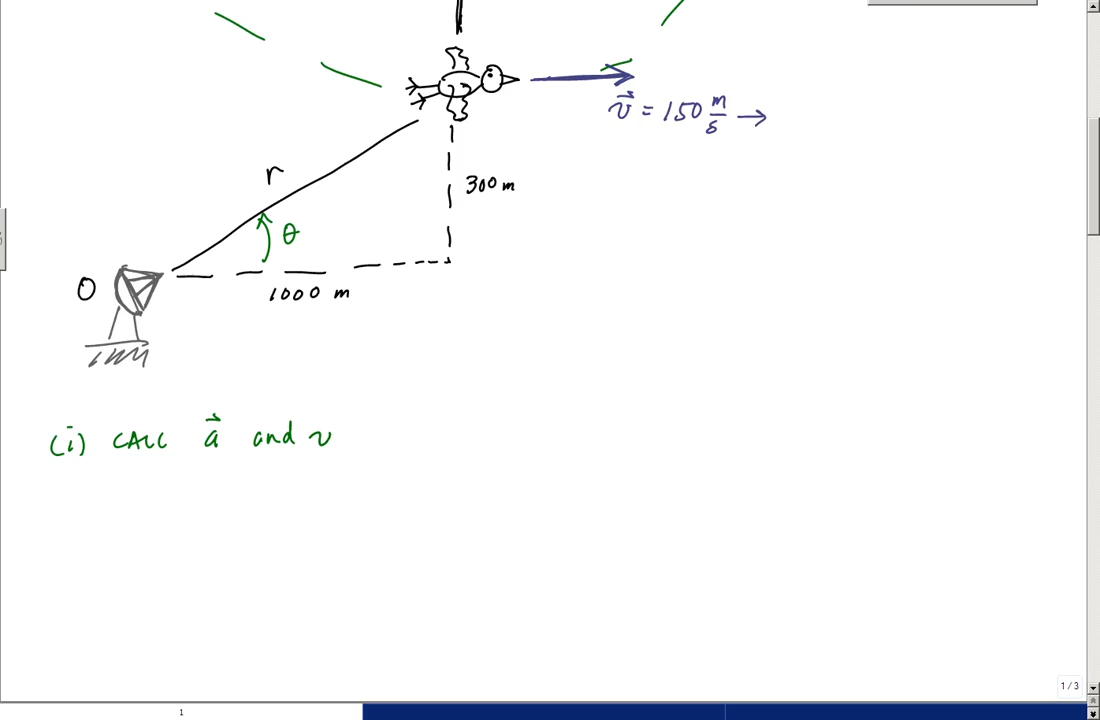 v⃗ = 150 m/s →
r
300 m
θ
O
1000 m
(i) CALC a⃗ and v
1 / 3
1